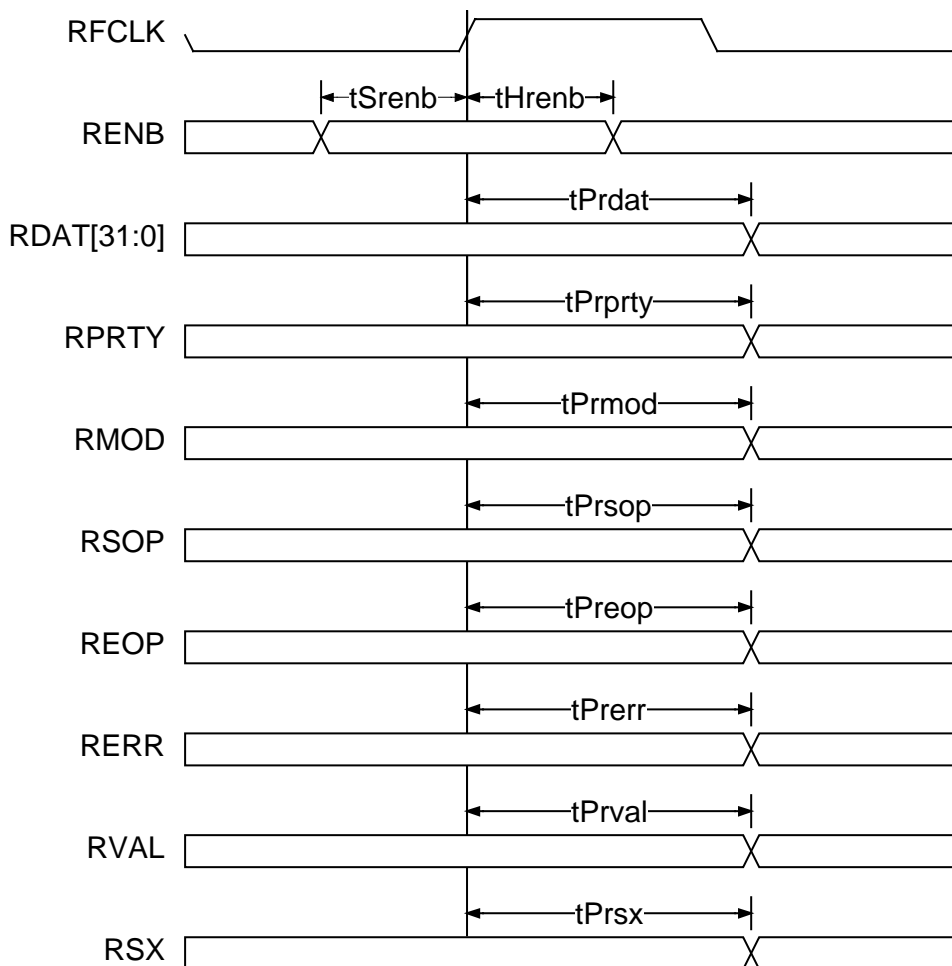 RFCLK
tSrenb tHrenb
RENB
tPrdat
RDAT[31:0]
tPrprty
RPRTY
tPrmod
RMOD
tPrsop
RSOP
tPreop
REOP
tPrerr
RERR
tPrval
RVAL
tPrsx
RSX